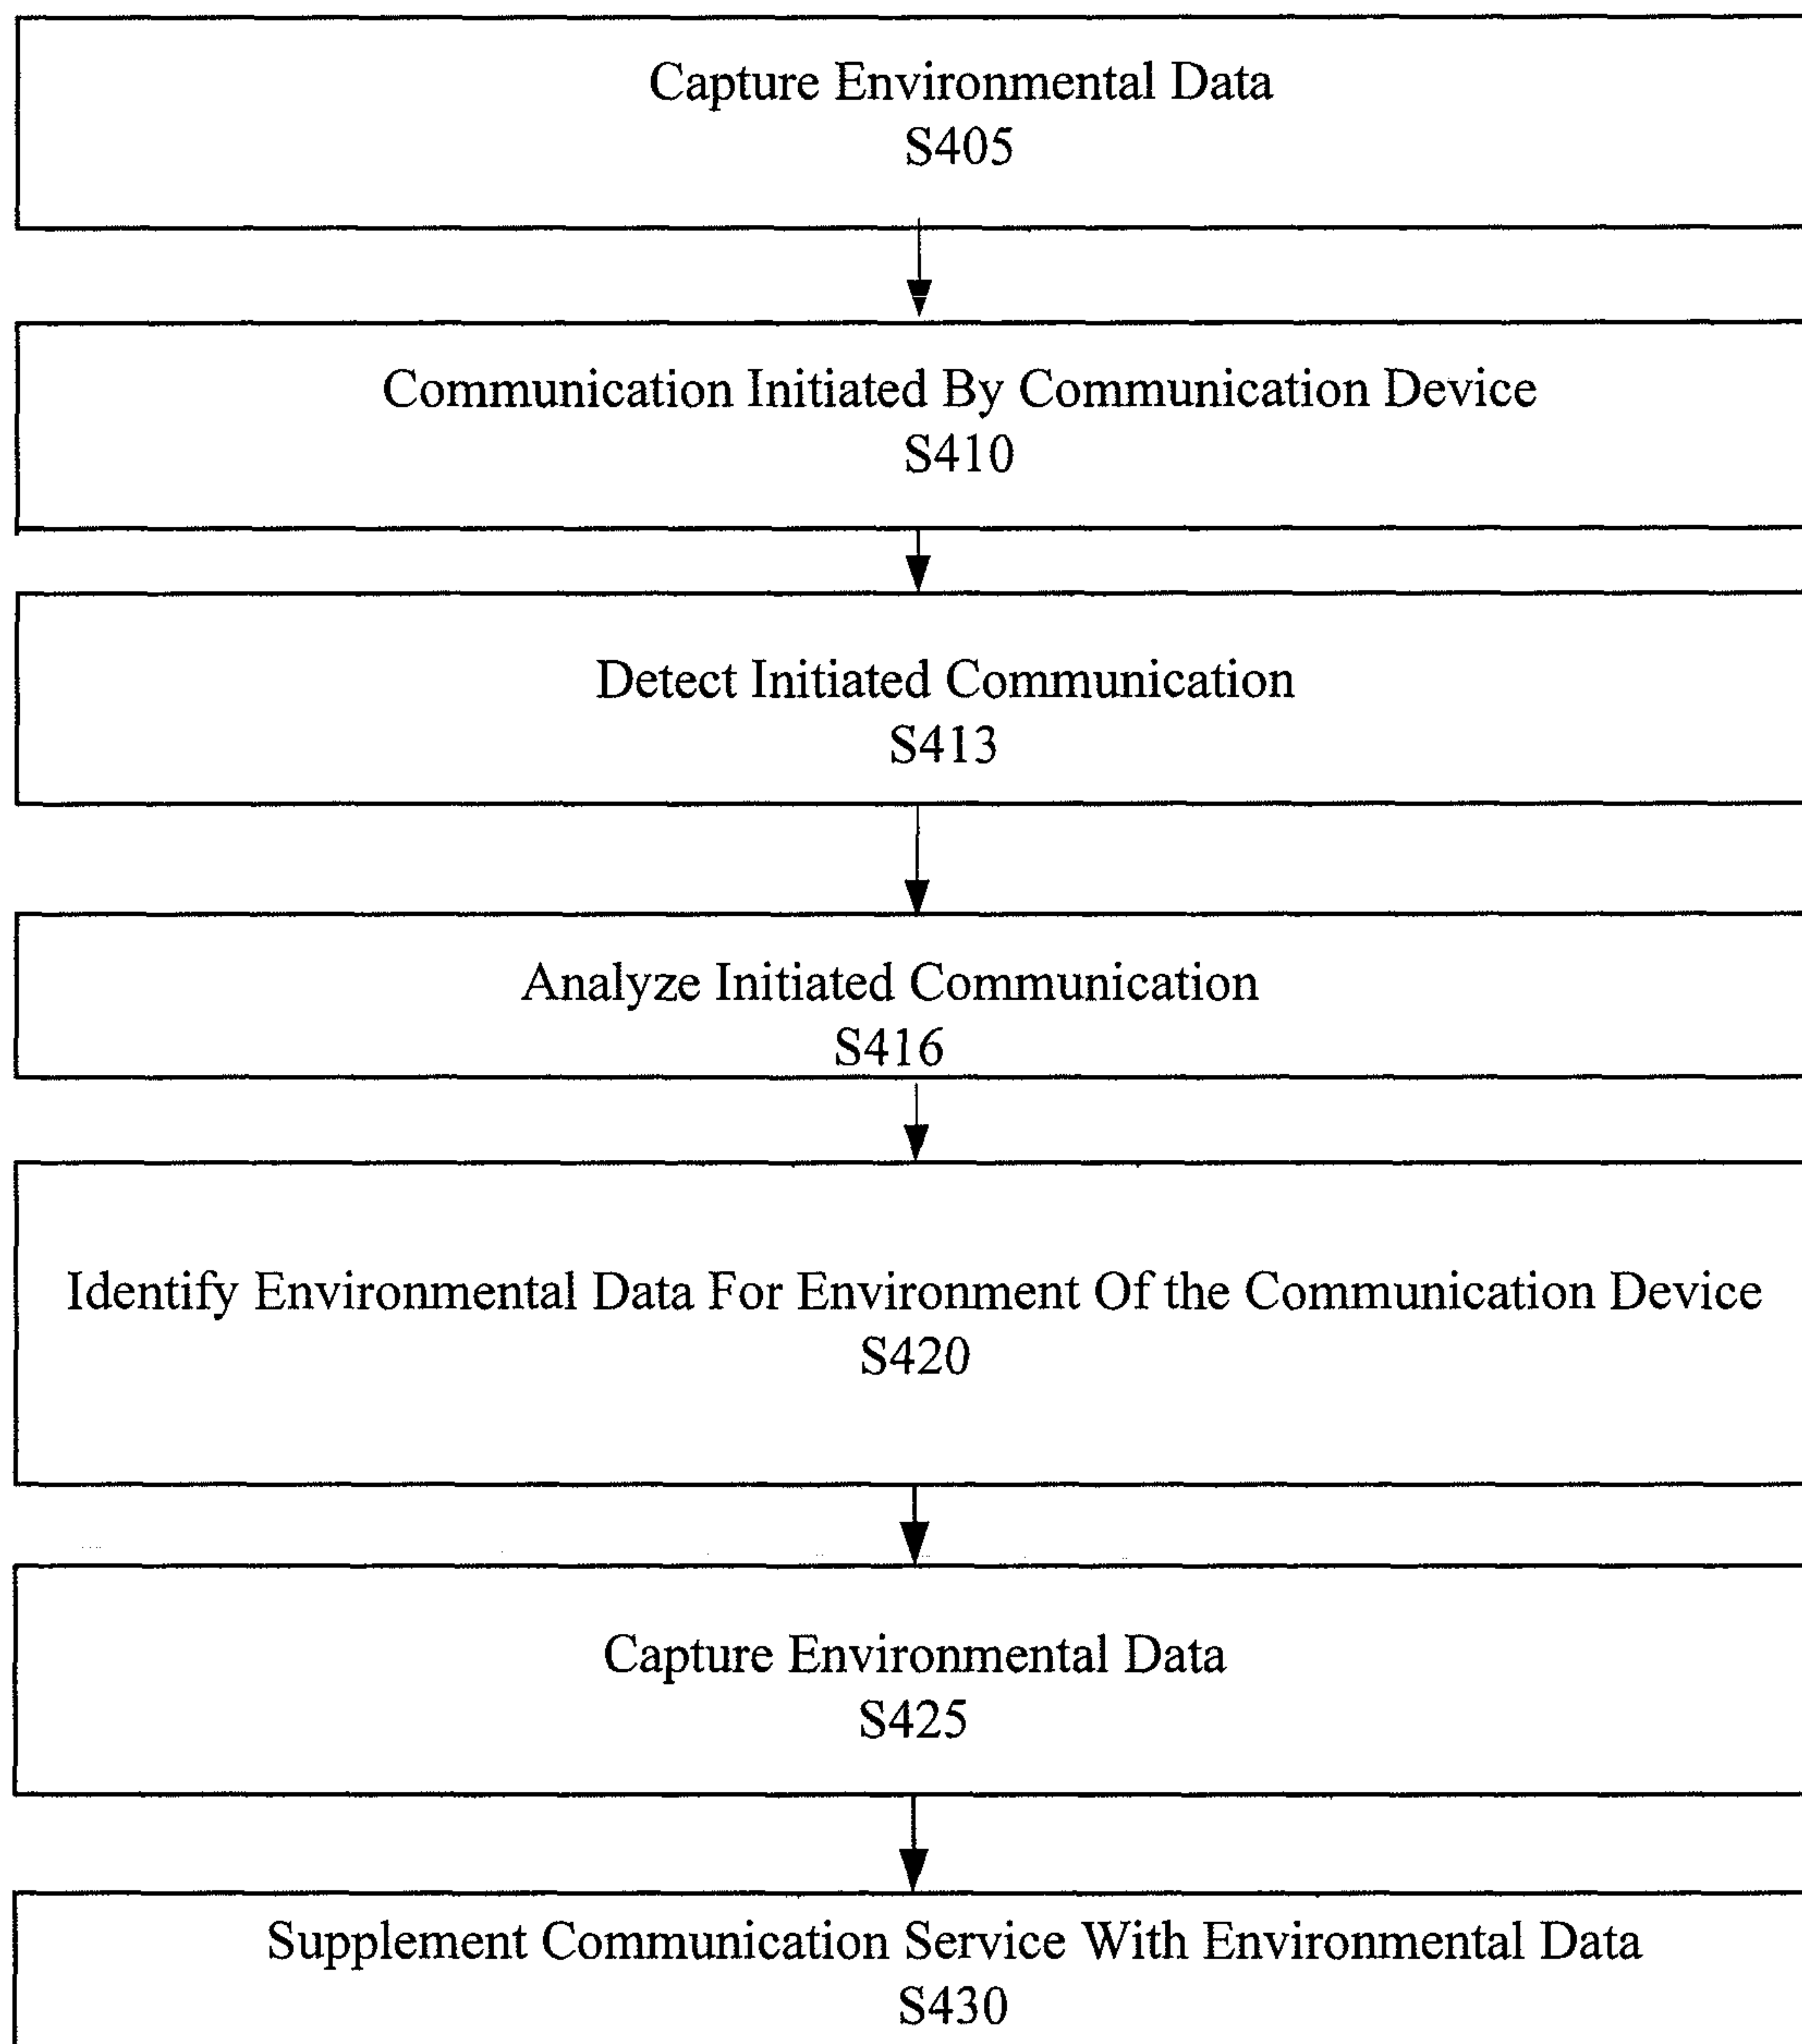 Capture Environmental Data
S405
Communication Initiated By Communication Device
S410
Detect Initiated Communication
S413
Analyze Initiated Communication
S416
Identify Environmental Data For Environment Of the Communication Device
S420
Capture Environmental Data
S425
Supplement Communication Service With Environmental Data
S430